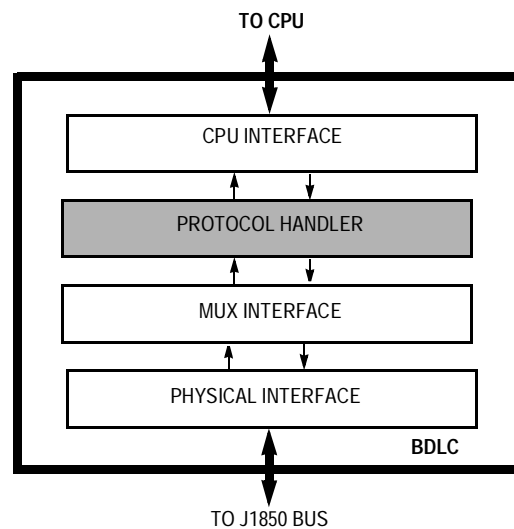 TO CPU
CPU INTERFACE
PROTOCOL HANDLER
MUX INTERFACE
PHYSICAL INTERFACE
BDLC
TO J1850 BUS